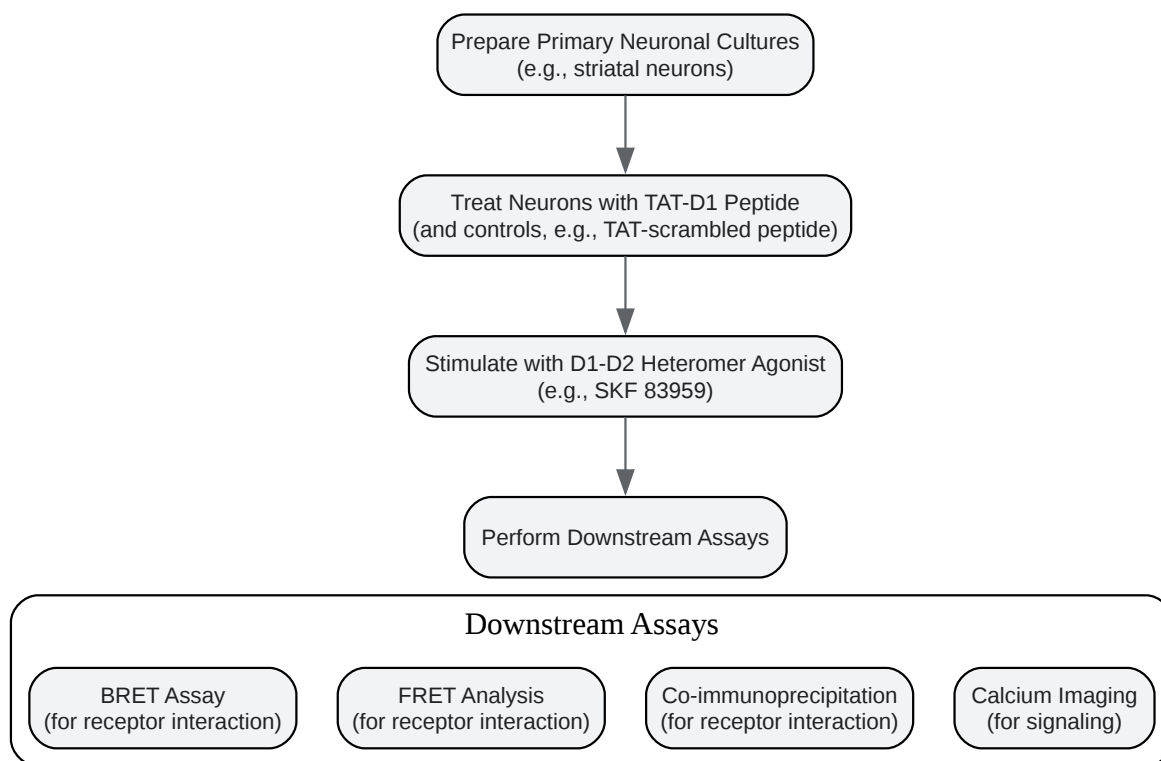 Prepare Primary Neuronal Cultures
(e.g., striatal neurons)
Treat Neurons with TAT-D1 Peptide
(and controls, e.g., TAT-scrambled peptide)
Stimulate with D1-D2 Heteromer Agonist
(e.g., SKF 83959)
Perform Downstream Assays
Downstream Assays
BRET Assay
(for receptor interaction)
FRET Analysis
(for receptor interaction)
Co-immunoprecipitation
(for receptor interaction)
Calcium Imaging
(for signaling)